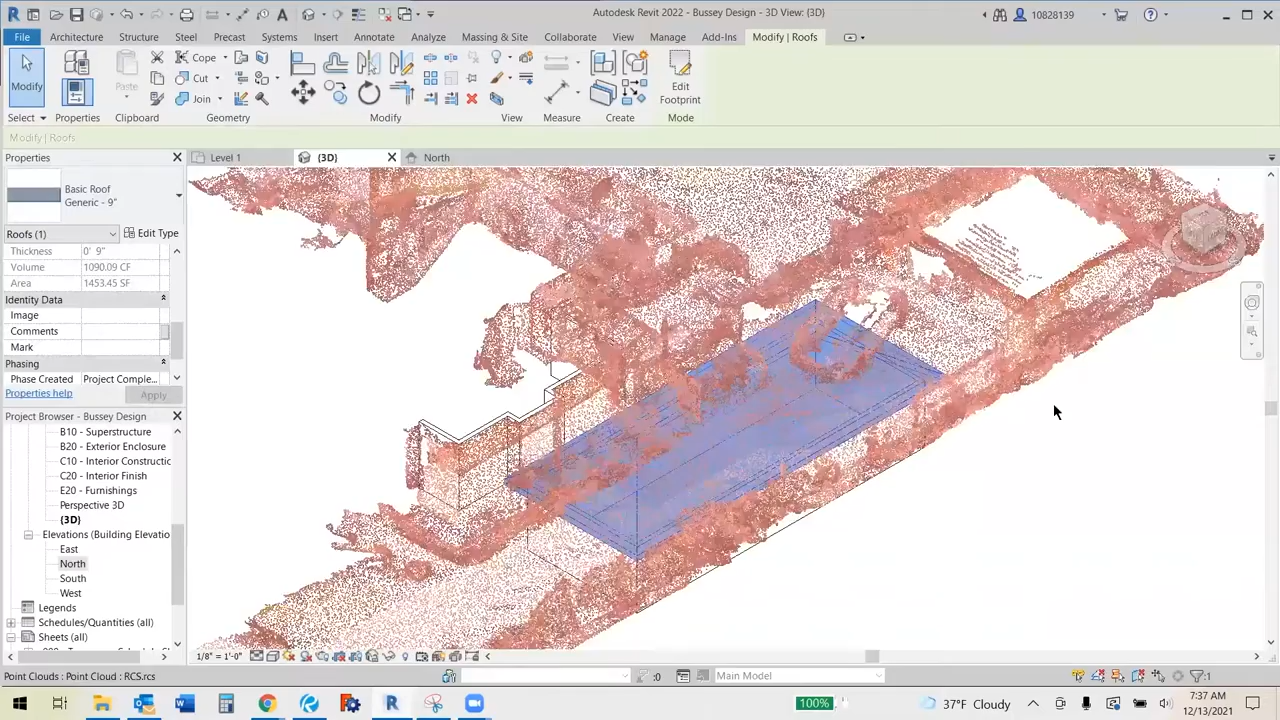 Autodesk Revit 2022 - Bussey Design - 3D View: {3D}
10828139
File Architecture Structure Steel Precast Systems Insert Annotate Analyze Massing & Site Collaborate View Manage Add-Ins Modify | Roofs
Modify
Paste
Cope
Cut
Join
Edit
Footprint
Select Properties Clipboard Geometry Modify View Measure Create Mode
Modify | Roofs
Properties
Level 1
{3D}
North
Basic Roof
Generic - 9"
Roofs (1)
Edit Type
Thickness 0' 9"
Volume 1090.09 CF
Area 1453.45 SF
Identity Data
Image
Comments
Mark
Phasing
Phase Created Project Comple...
Properties help
Apply
Project Browser - Bussey Design
B10 - Superstructure
B20 - Exterior Enclosure
C10 - Interior Constructic
C20 - Interior Finish
E20 - Furnishings
Perspective 3D
{3D}
Elevations (Building Elevatio
East
North
South
West
Legends
Schedules/Quantities (all)
Sheets (all)
1/8" = 1'-0"
Point Clouds : Point Cloud : RCS.rcs
:0
Main Model
:1
100%
37°F Cloudy
7:37 AM
12/13/2021